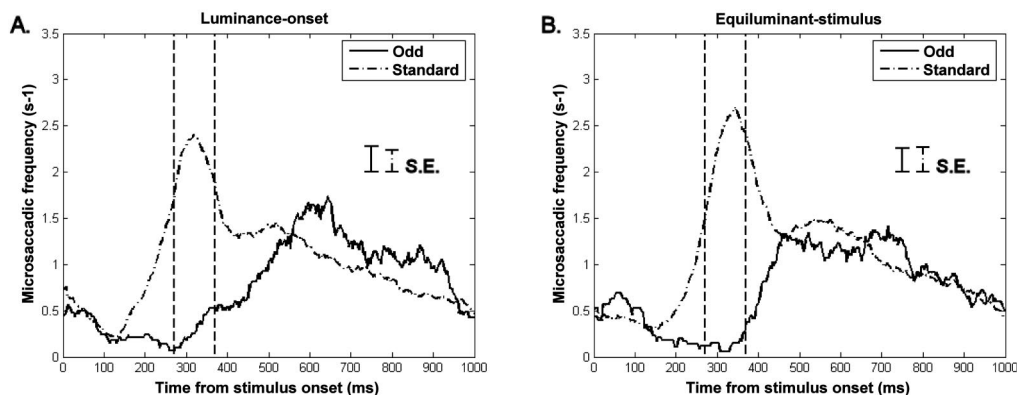 A.
Luminance-onset
3.5
3
2.5
2
1.5
1
0.5
0
Microsaccadic frequency (s-1)
Odd
Standard
S.E.
0 100 200 300 400 500 600 700 800 900 1000
Time from stimulus onset (ms)
B.
Equiluminant-stimulus
3.5
3
2.5
2
1.5
1
0.5
0
Microsaccadic frequency (s-1)
Odd
Standard
S.E.
0 100 200 300 400 500 600 700 800 900 1000
Time from stimulus onset (ms)